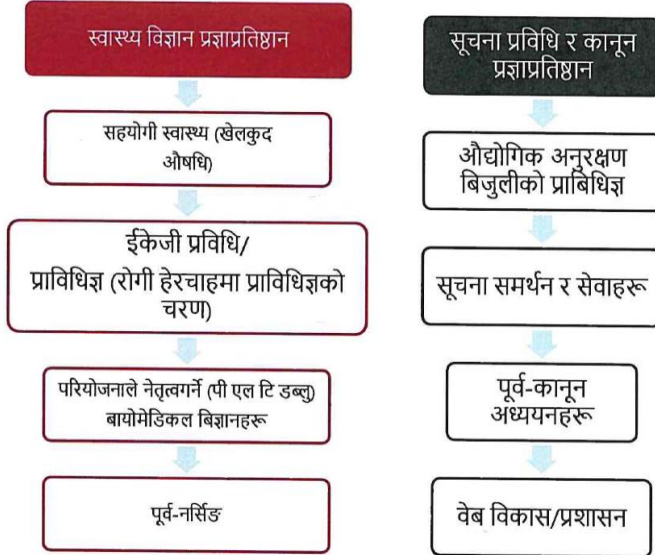 स्वास्थ्य विज्ञान प्रज्ञाप्रतिष्ठान
सहयोगी स्वास्थ्य (खेलकुद
औषधि)
ईकेजी प्रविधि/
प्राविधिज्ञ (रोगी हेरचाहमा प्राविधिज्ञको
चरण)
परियोजनाले नेतृत्वगर्ने (पी एल टि डब्लु)
बायोमेडिकल बिज्ञानहरू
पूर्व-नर्सिङ
सूचना प्रविधि र कानून
प्रज्ञाप्रतिष्ठान
औद्योगिक अनुरक्षण
बिजुलीको प्राबिधिज्ञ
सूचना समर्थन र सेवाहरू
पूर्व-कानून
अध्ययनहरू
वेब विकास/प्रशासन